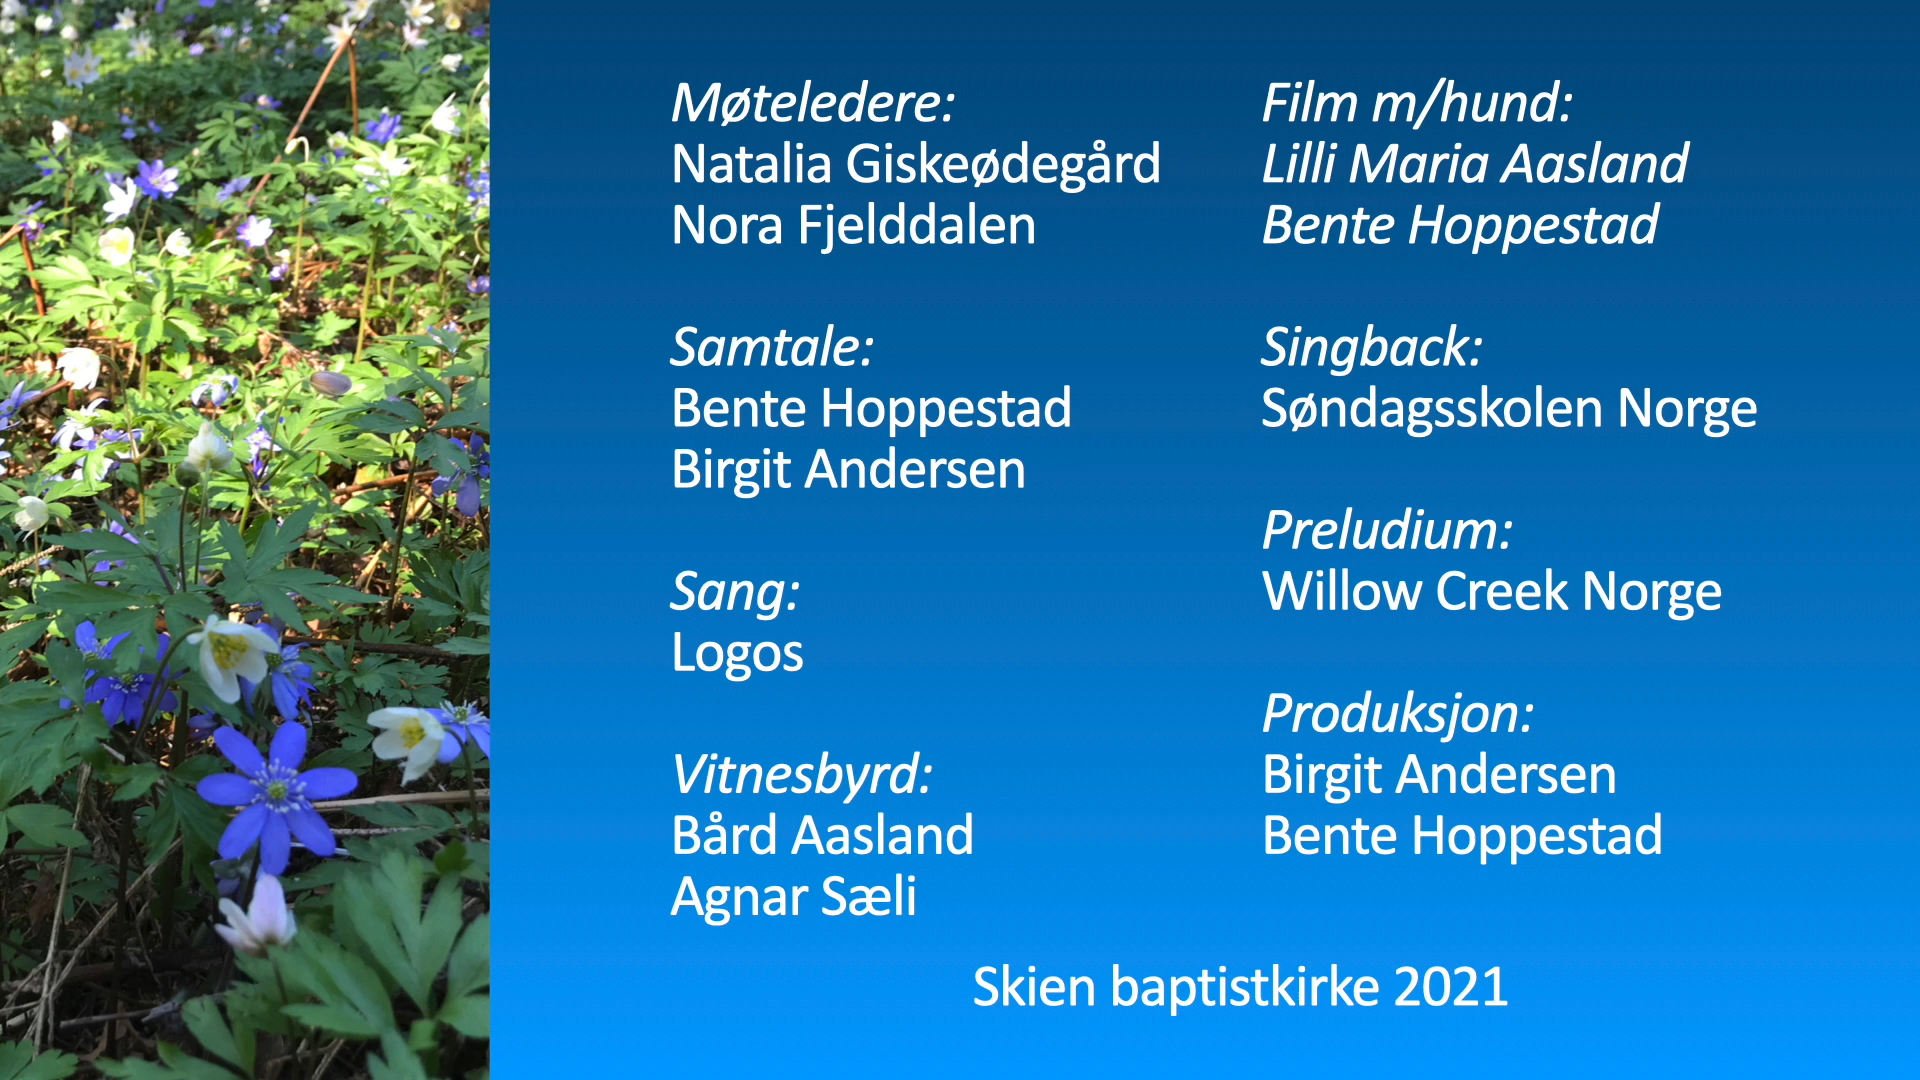 Møteledere:
Natalia Giskeødegård
Nora Fjelddalen
Samtale:
Bente Hoppestad
Birgit Andersen
Sang:
Logos
Vitnesbyrd:
Bård Aasland
Agnar Sæli
Film m/hund:
Lilli Maria Aasland
Bente Hoppestad
Singback:
Søndagsskolen Norge
Preludium:
Willow Creek Norge
Produksjon:
Birgit Andersen
Bente Hoppestad
Skien baptistkirke 2021